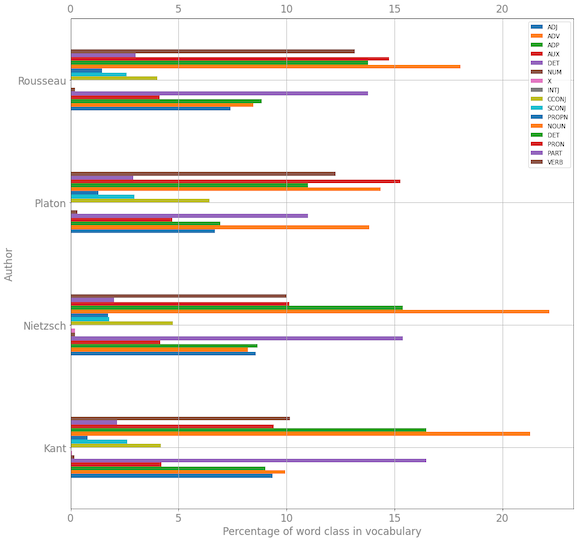 0 5 10 15 20
ADJ
ADV
ADP
AUX
DET
NUM
X
INTJ
CCONJ
SCONJ
PROPN
NOUN
DET
PRON
PART
VERB
Rousseau
Platon
Author
Nietzsch
Kant
0 5 10 15 20
Percentage of word class in vocabulary